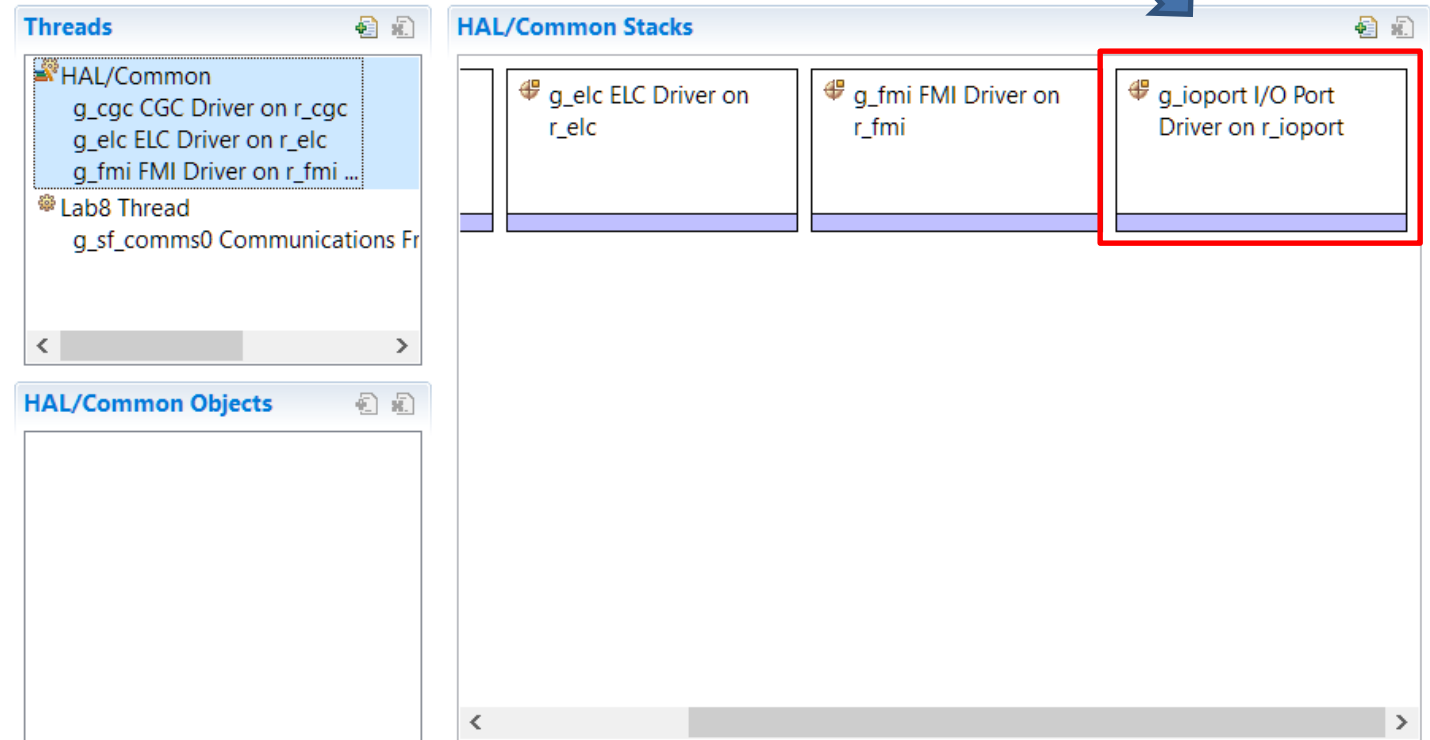 Threads
HAL/Common
g_cgc CGC Driver on r_cgc
g_elc ELC Driver on r_elc
g_fmi FMI Driver on r_fmi ...
Lab8 Thread
g_sf_comms0 Communications Fr
HAL/Common Objects
HAL/Common Stacks
g_elc ELC Driver on
r_elc
g_fmi FMI Driver on
r_fmi
g_ioport I/O Port
Driver on r_ioport